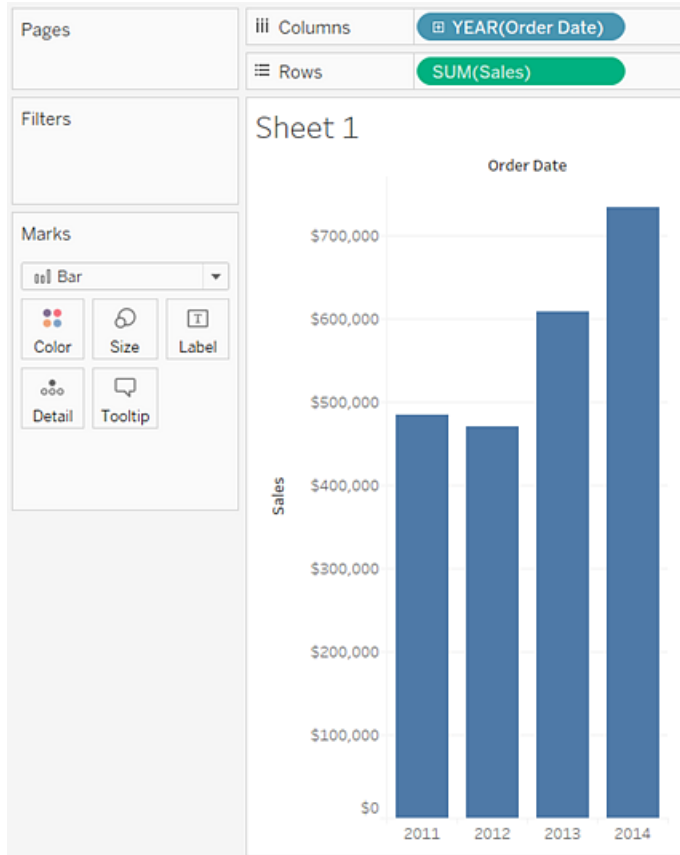 Pages
Columns
YEAR(Order Date)
Rows
SUM(Sales)
Filters
Marks
Bar
Color
Size
T
Label
Detail
Tooltip
Sheet 1
Order Date
Sales
$700,000
$600,000
$500,000
$400,000
$300,000
$200,000
$100,000
$0
2011 2012 2013 2014